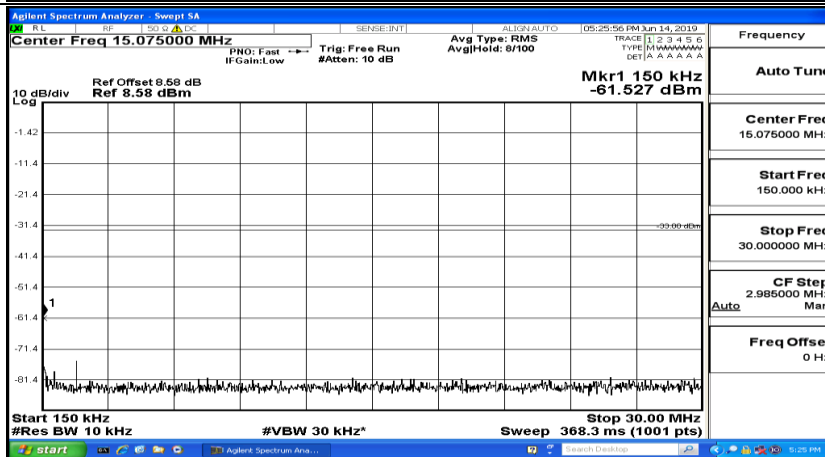 Agilent Spectrum Analyzer - Swept SA
LXI RL RF 50 Ω DC SENSE:INT ALIGN AUTO 05:25:56 PM Jun 14, 2019
Center Freq 15.075000 MHz
PNO: Fast
IFGain:Low
Trig: Free Run
#Atten: 10 dB
Avg Type: RMS
Avg|Hold: 8/100
TRACE 1 2 3 4 5 6
TYPE M WWWWW
DET A A A A A A
Ref Offset 8.58 dB
10 dB/div Ref 8.58 dBm
Log
Mkr1 150 kHz
-61.527 dBm
-1.42
-11.4
-21.4
-31.4
-33.00 dBm
-41.4
-51.4
1
-61.4
-71.4
-81.4
Start 150 kHz Stop 30.00 MHz
#Res BW 10 kHz #VBW 30 kHz* Sweep 368.3 ms (1001 pts)
Frequency
Auto Tune
Center Freq
15.075000 MHz
Start Freq
150.000 kHz
Stop Freq
30.000000 MHz
CF Step
2.985000 MHz
Auto Man
Freq Offse
0 Hz
start Agilent Spectrum Ana... Search Desktop 5:25 PM